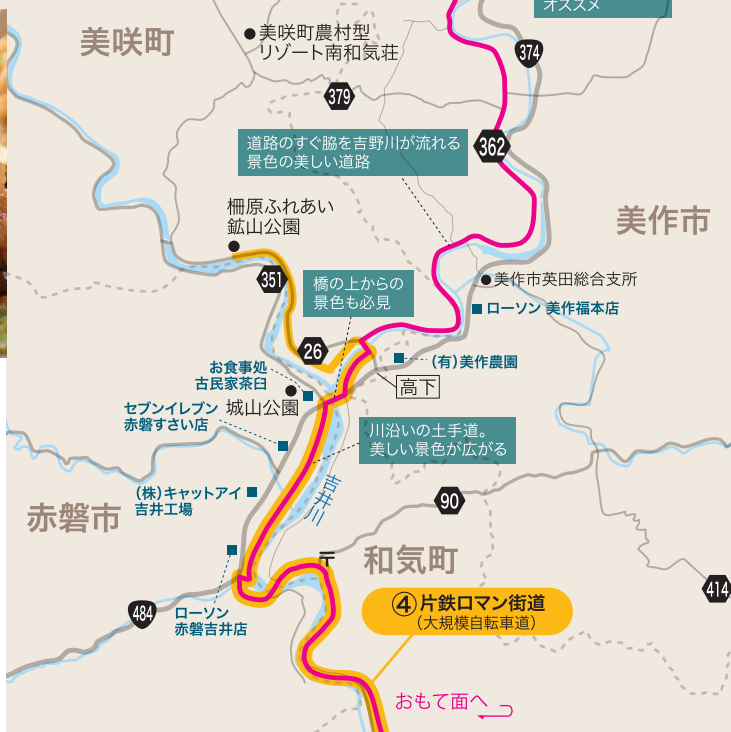 オススメ
美咲町
美咲町農村型
リゾート南和気荘
374
379
道路のすぐ脇を吉野川が流れる
景色の美しい道路
362
柵原ふれあい
鉱山公園
美作市
351
橋の上からの
景色も必見
美作市英田総合支所
ローソン 美作福本店
26
(有)美作農園
お食事処
古民家茶臼
高下
城山公園
セブンイレブン
赤磐すさい店
川沿いの土手道。
美しい景色が広がる
吉井川
(株)キャットアイ
吉井工場
90
赤磐市
和気町
〒
414
484
ローソン
赤磐吉井店
④片鉄ロマン街道
(大規模自転車道)
おもて面へ